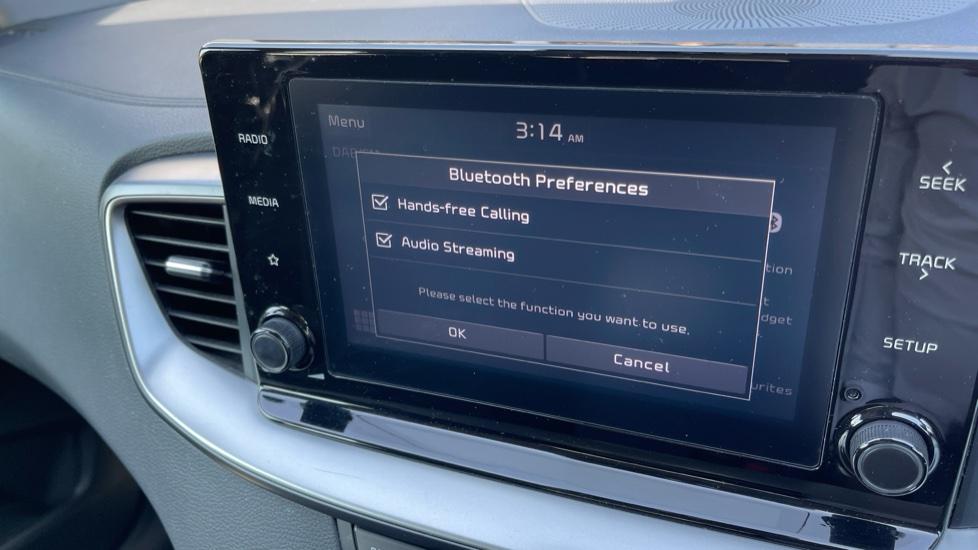 Menu
3:14 AM
RADIO
MEDIA
Bluetooth Preferences
Hands-free Calling
Audio Streaming
Please select the function you want to use.
OK
Cancel
SEEK
TRACK
SETUP